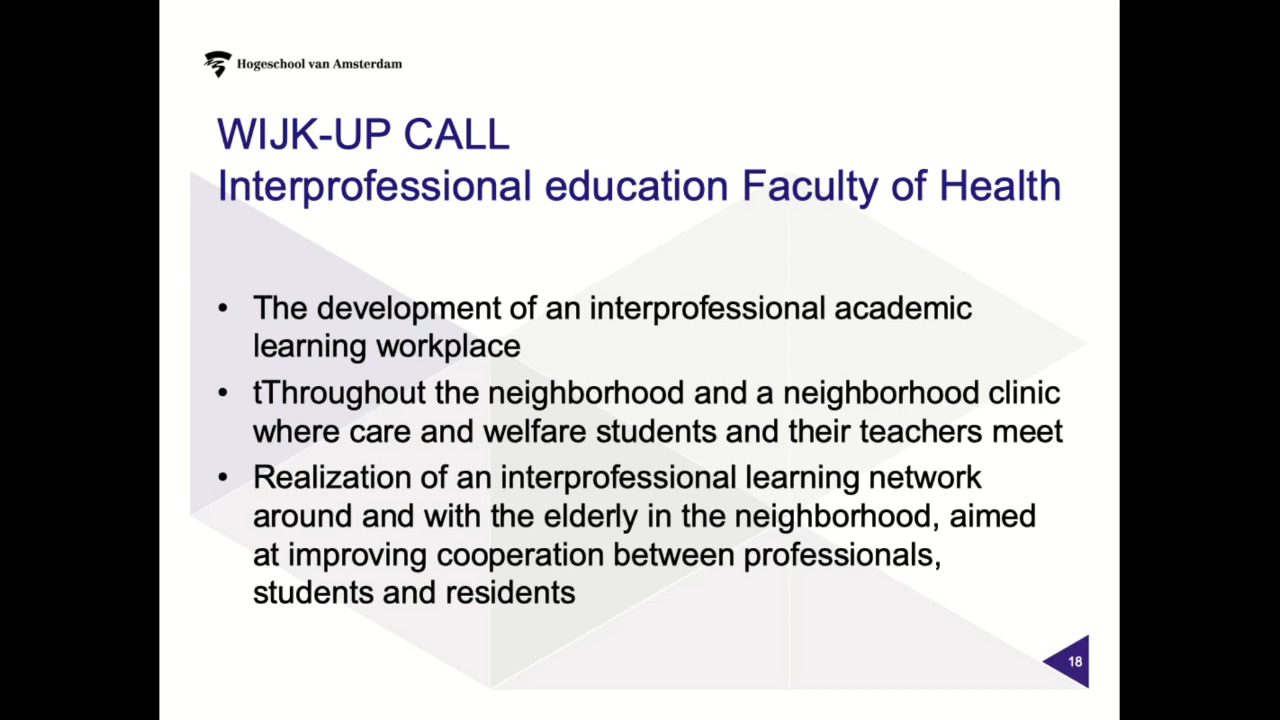 Hogeschool van Amsterdam
WIJK-UP CALL
Interprofessional education Faculty of Health
• The development of an interprofessional academic
learning workplace
• tThroughout the neighborhood and a neighborhood clinic
where care and welfare students and their teachers meet
• Realization of an interprofessional learning network
around and with the elderly in the neighborhood, aimed
at improving cooperation between professionals,
students and residents
18